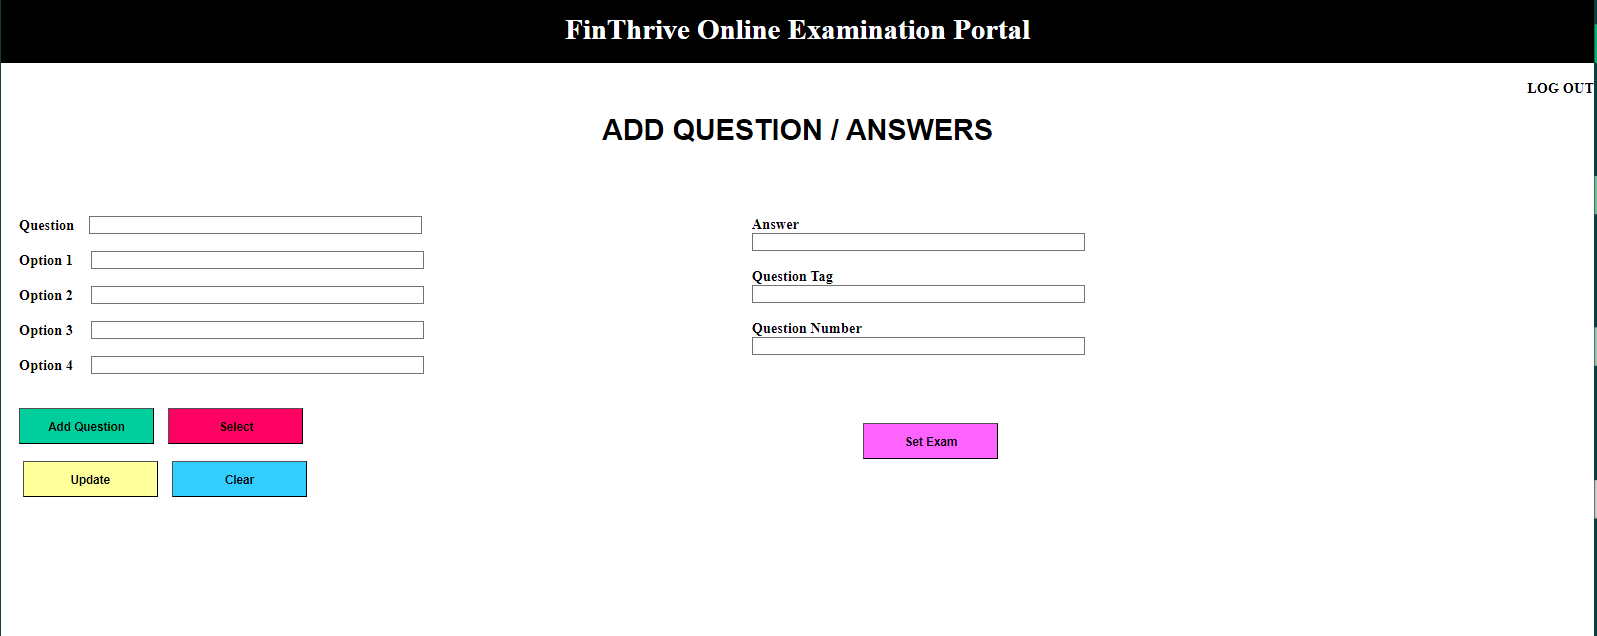 FinThrive Online Examination Portal
LOG OUT
ADD QUESTION / ANSWERS
Question
Option 1
Option 2
Option 3
Option 4
Add Question Select
Update Clear
Answer
Question Tag
Question Number
Set Exam